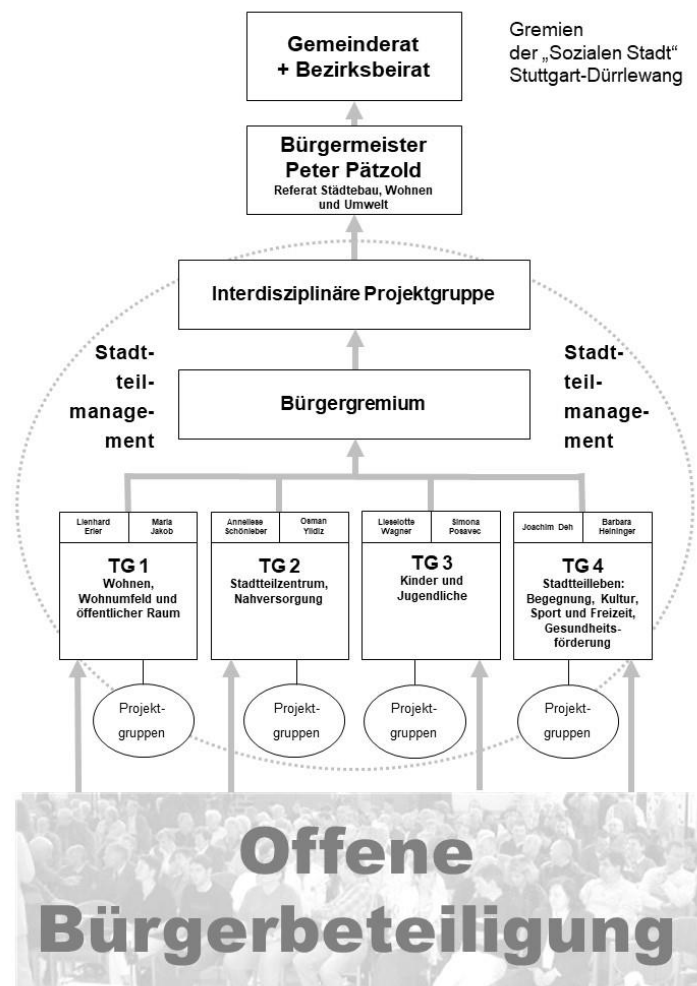 Gremien
der „Sozialen Stadt“
Stuttgart-Dürrlewang
Gemeinderat
+ Bezirksbeirat
Bürgermeister
Peter Pätzold
Referat Städtebau, Wohnen
und Umwelt
Interdisziplinäre Projektgruppe
Stadt-
teil-
manage-
ment
Bürgergremium
Stadt-
teil-
manage-
ment
Lienhard
Erler
Maria
Jakob
TG 1
Wohnen,
Wohnumfeld und
öffentlicher Raum
Projekt-
gruppen
Anneliese
Schönleber
Osman
Yildiz
TG 2
Stadtteilzentrum,
Nahversorgung
Projekt-
gruppen
Lieselotte
Wagner
Simona
Posavec
TG 3
Kinder und
Jugendliche
Projekt-
gruppen
Joachim Deh
Barbara
Heininger
TG 4
Stadtteilleben:
Begegnung, Kultur,
Sport und Freizeit,
Gesundheits-
förderung
Projekt-
gruppen
Offene
Bürgerbeteiligung